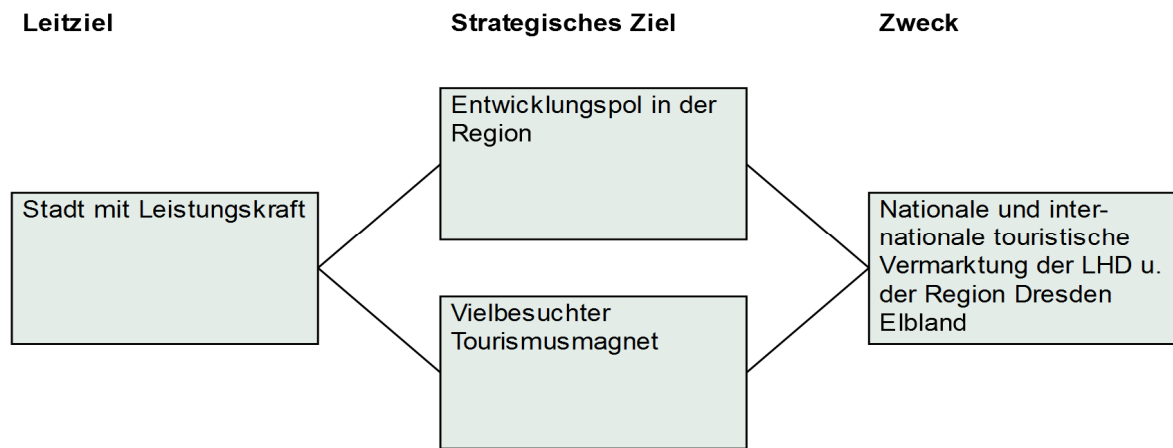 Leitziel
Strategisches Ziel
Zweck
Stadt mit Leistungskraft
Entwicklungspol in der
Region
Vielbesuchter
Tourismusmagnet
Nationale und inter-
nationale touristische
Vermarktung der LHD u.
der Region Dresden
Elbland